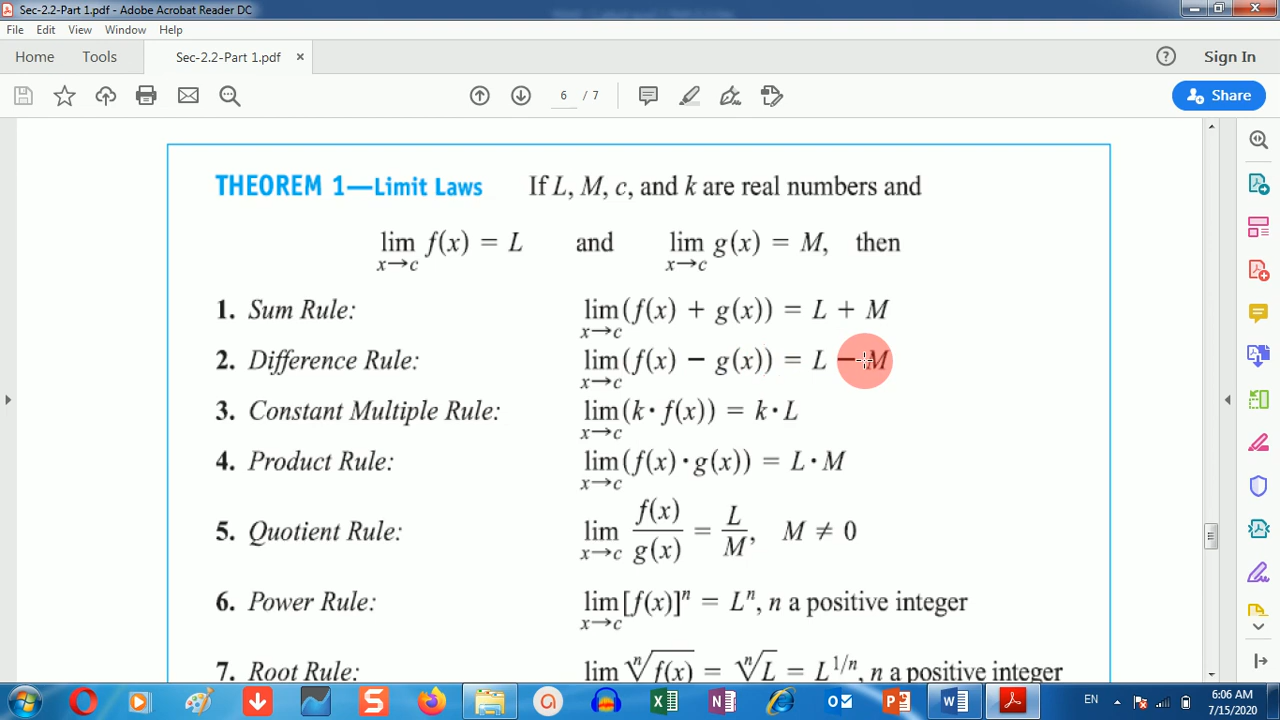 Sec-2.2-Part 1.pdf - Adobe Acrobat Reader DC
File Edit View Window Help
Home Tools Sec-2.2-Part 1.pdf × ? Sign In
6 / 7 Share
THEOREM 1—Limit Laws If L, M, c, and k are real numbers and
lim x→c f(x) = L and lim x→c g(x) = M, then
1. Sum Rule: lim x→c (f(x) + g(x)) = L + M
2. Difference Rule: lim x→c (f(x) − g(x)) = L − M
3. Constant Multiple Rule: lim x→c (k · f(x)) = k · L
4. Product Rule: lim x→c (f(x) · g(x)) = L · M
5. Quotient Rule: lim x→c f(x)/g(x) = L/M, M ≠ 0
6. Power Rule: lim x→c [f(x)]ⁿ = Lⁿ, n a positive integer
7. Root Rule: lim ⁿ√f(x) = ⁿ√L = L^1/n, n a positive integer
EN 6:06 AM
7/15/2020